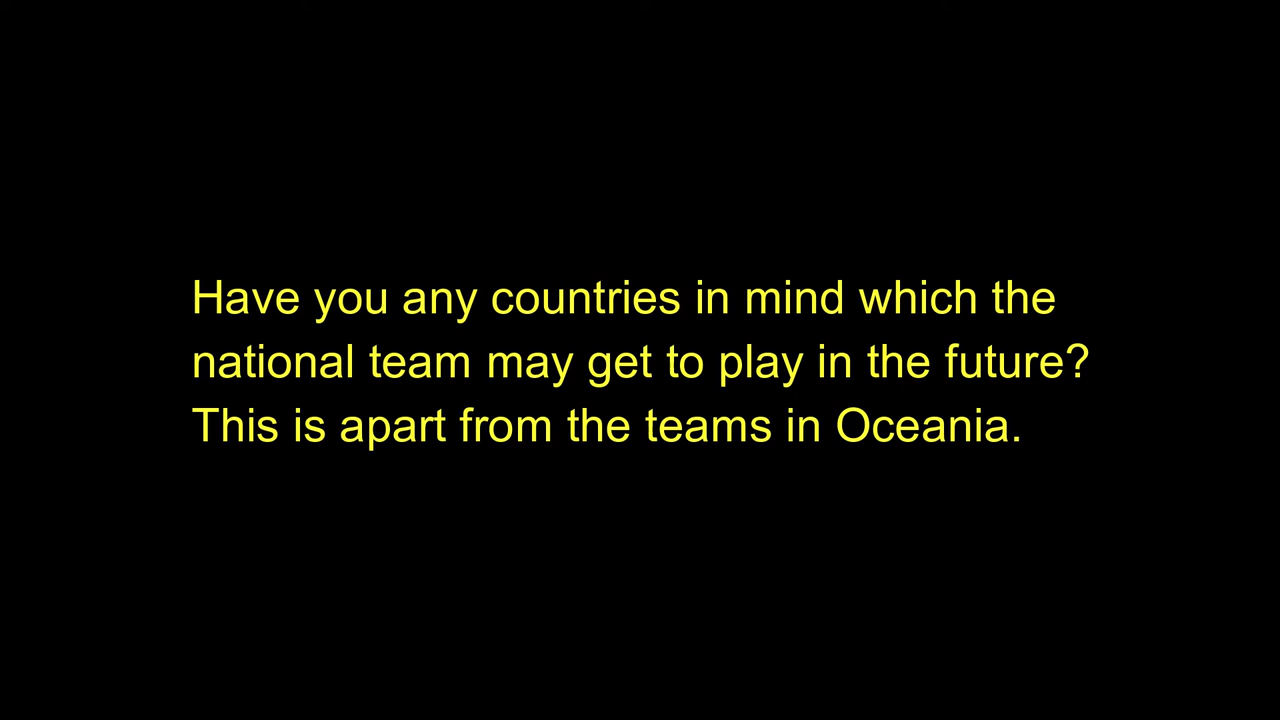 Have you any countries in mind which the
national team may get to play in the future?
This is apart from the teams in Oceania.